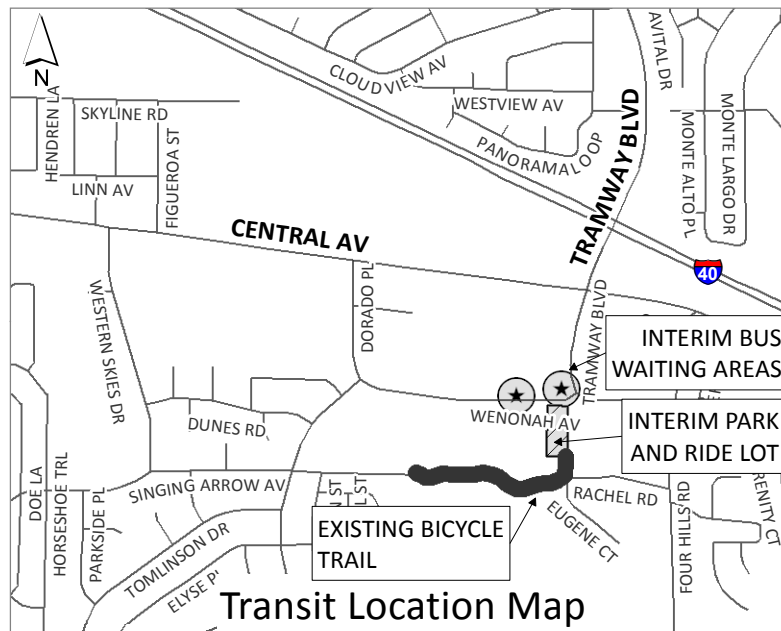 N
CLOUDVIEW AV
AVITAL DR
HENDREN LA
SKYLINE RD
FIGUEROA ST
WESTVIEW AV
PANORAMA LOOP
TRAMWAY BLVD
MONTE ALTO PL
MONTE LARGO DR
LINN AV
CENTRAL AV
40
WESTERN SKIES DR
DORADO PL
TRAMWAY BLVD
INTERIM BUS
WAITING AREAS
WENONAH AV
DUNES RD
INTERIM PARK
AND RIDE LOT
DOE LA
HORSESHOE TRL
PARKSIDE PL
SINGING ARROW AV
ST
ST
RACHEL RD
FOUR HILLS RD
CT
EXISTING BICYCLE
TRAIL
EUGENE CT
TOMLINSON DR
ELYSE
Transit Location Map